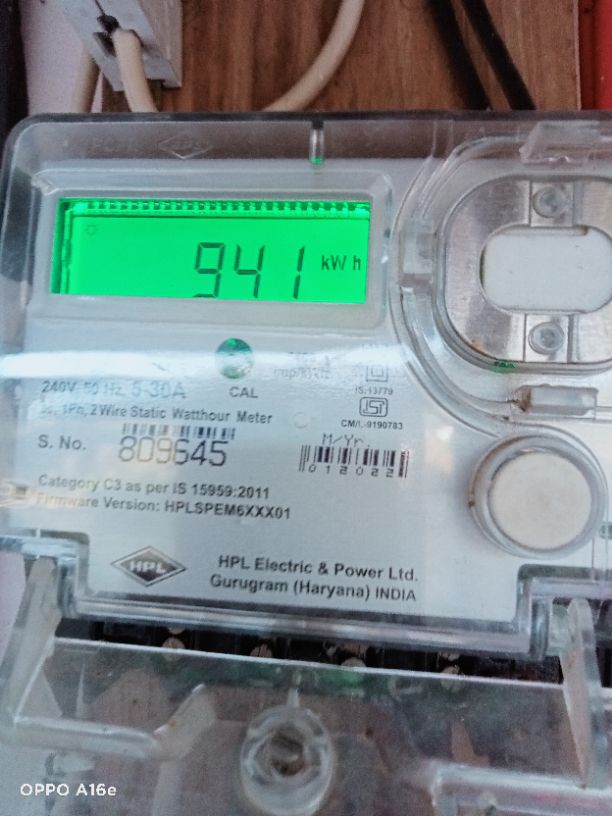 941 kWh
240V 50 Hz 5-30A
CAL
IS:13779
1Ph, 2Wire Static Watthour Meter
CM/L-9190783
S. No. 809645
M/Yr.
012022
Category C3 as per IS 15959:2011
Firmware Version: HPLSPEM6XXX01
HPL
HPL Electric & Power Ltd.
Gurugram (Haryana) INDIA
OPPO A16e